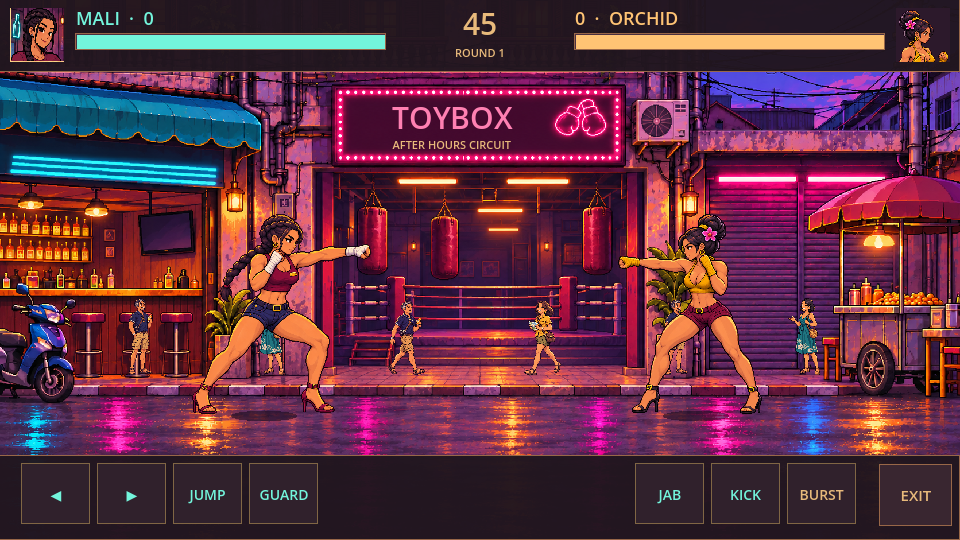 MALI · 0
45
ROUND 1
0 · ORCHID
TOYBOX
AFTER HOURS CIRCUIT
◄
►
JUMP
GUARD
JAB
KICK
BURST
EXIT